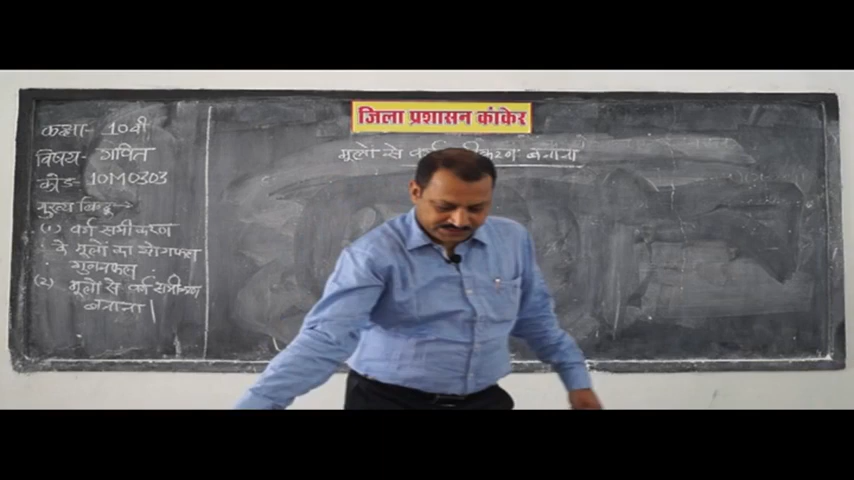 जिला प्रशासन कांकेर
कक्षा- 10वी
विषय- गणित
कोड- 10M0303
मुख्य बिन्दू →
(1) वर्ग समीकरण
के मूलों का योगफल
गुणनफल
(2) मूलों से वर्ग समीकरण
बनाना।
मूलों से वर्ग समीकरण बनाना